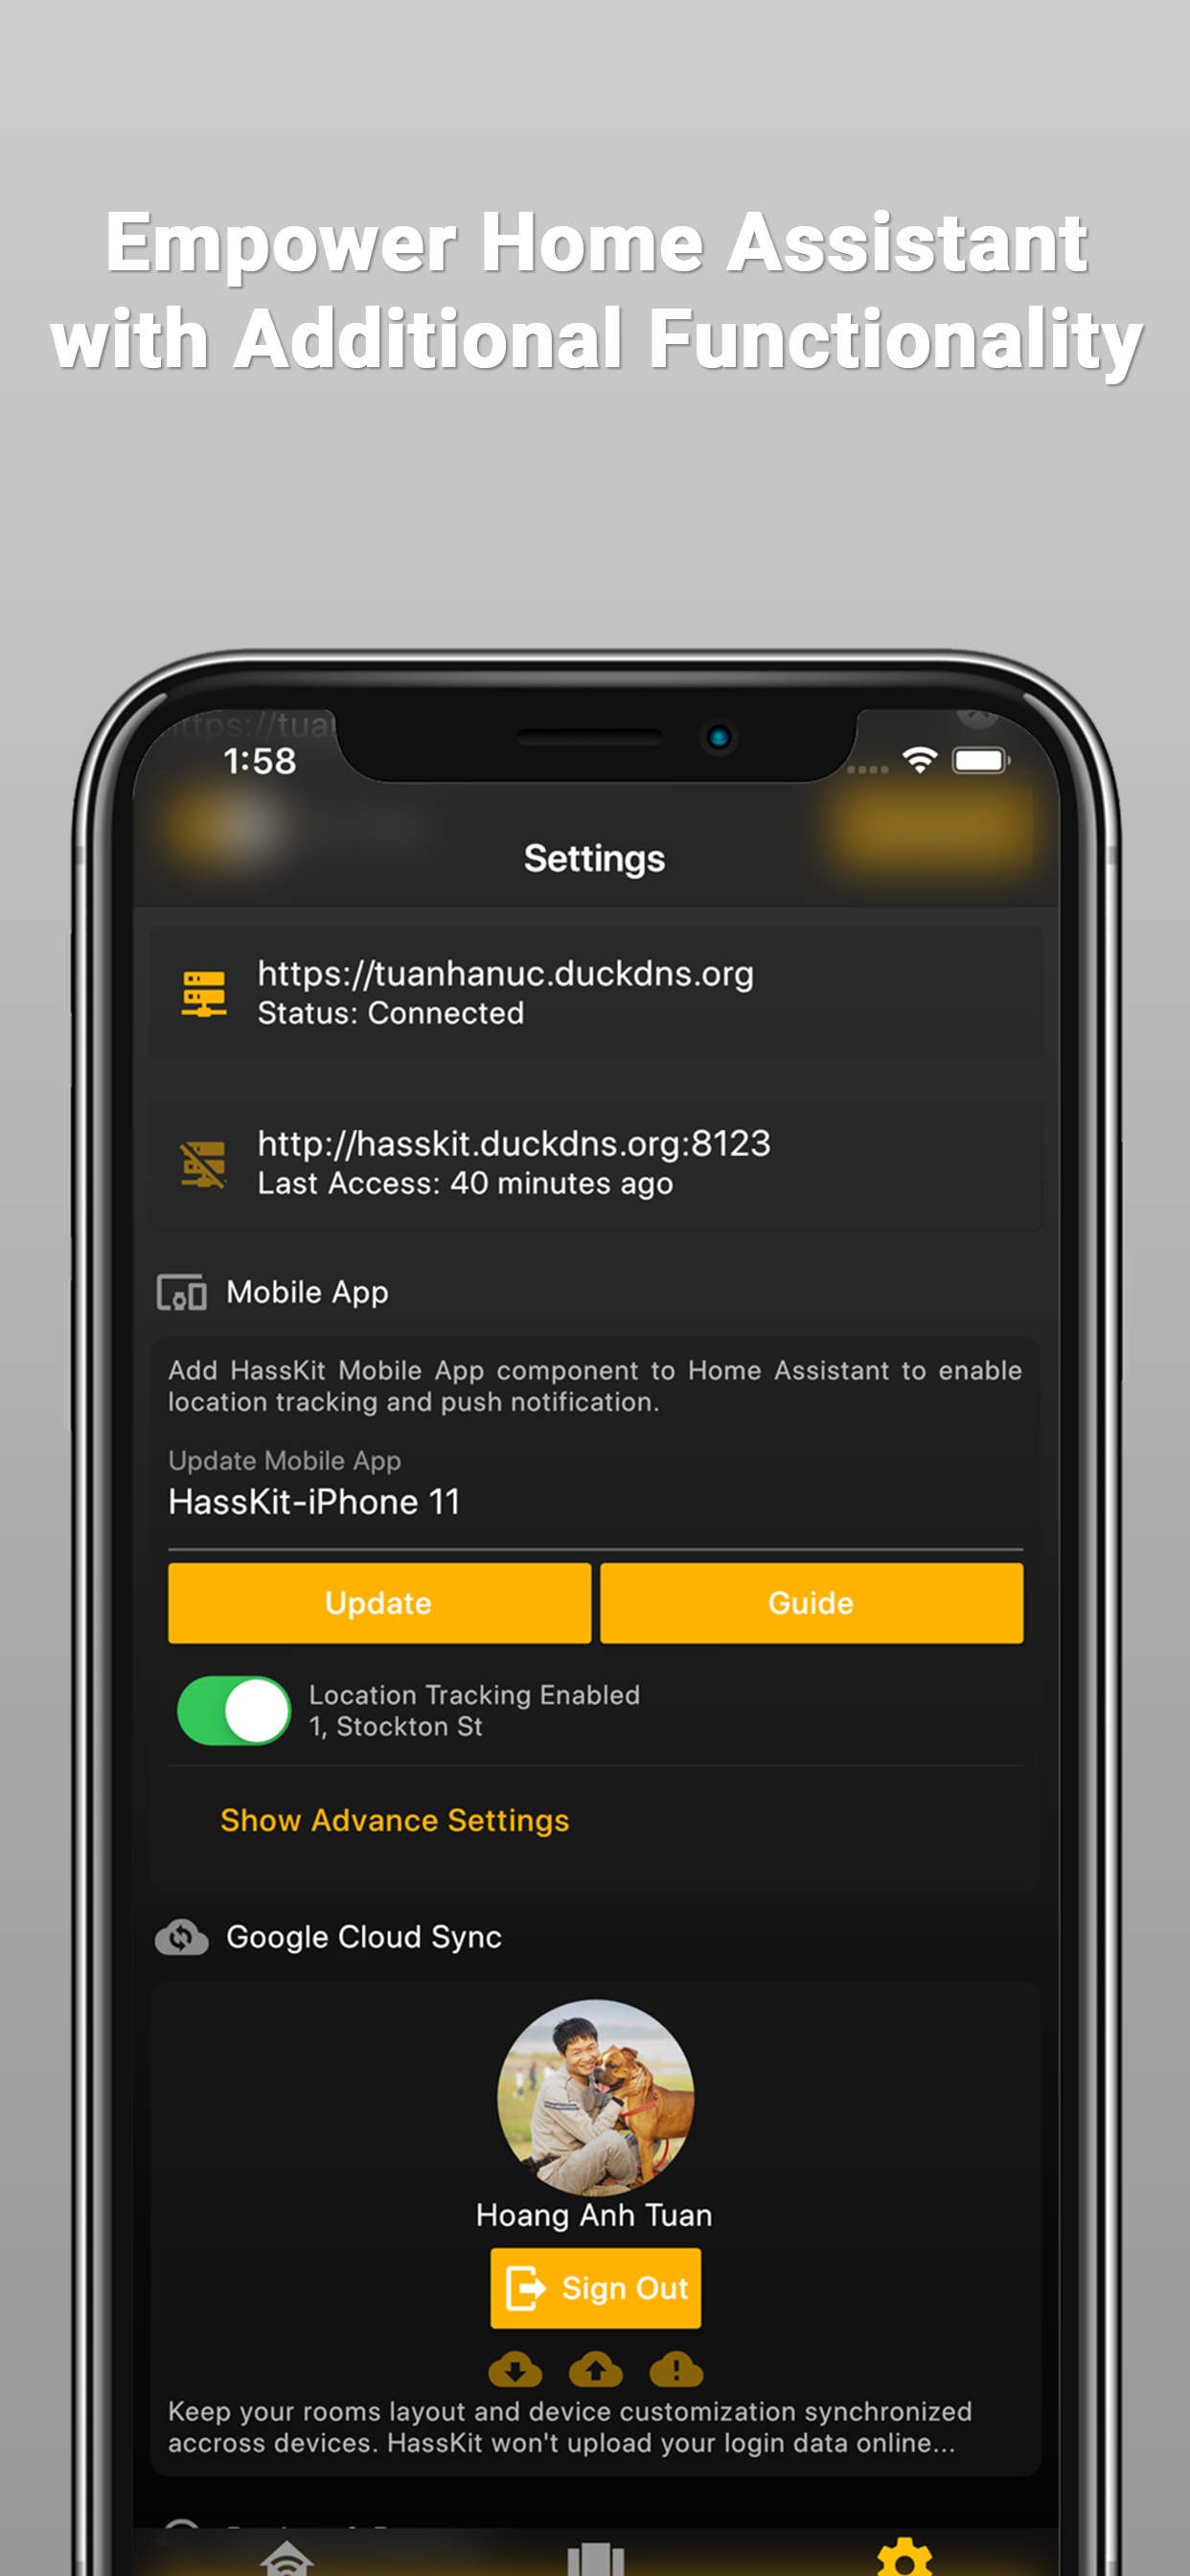 Empower Home Assistant
with Additional Functionality
1:58
Settings
https://tuanhanuc.duckdns.org
Status: Connected
http://hasskit.duckdns.org:8123
Last Access: 40 minutes ago
Mobile App
Add HassKit Mobile App component to Home Assistant to enable
location tracking and push notification.
Update Mobile App
HassKit-iPhone 11
Update
Guide
Location Tracking Enabled
1, Stockton St
Show Advance Settings
Google Cloud Sync
Hoang Anh Tuan
Sign Out
Keep your rooms layout and device customization synchronized
accross devices. HassKit won't upload your login data online...